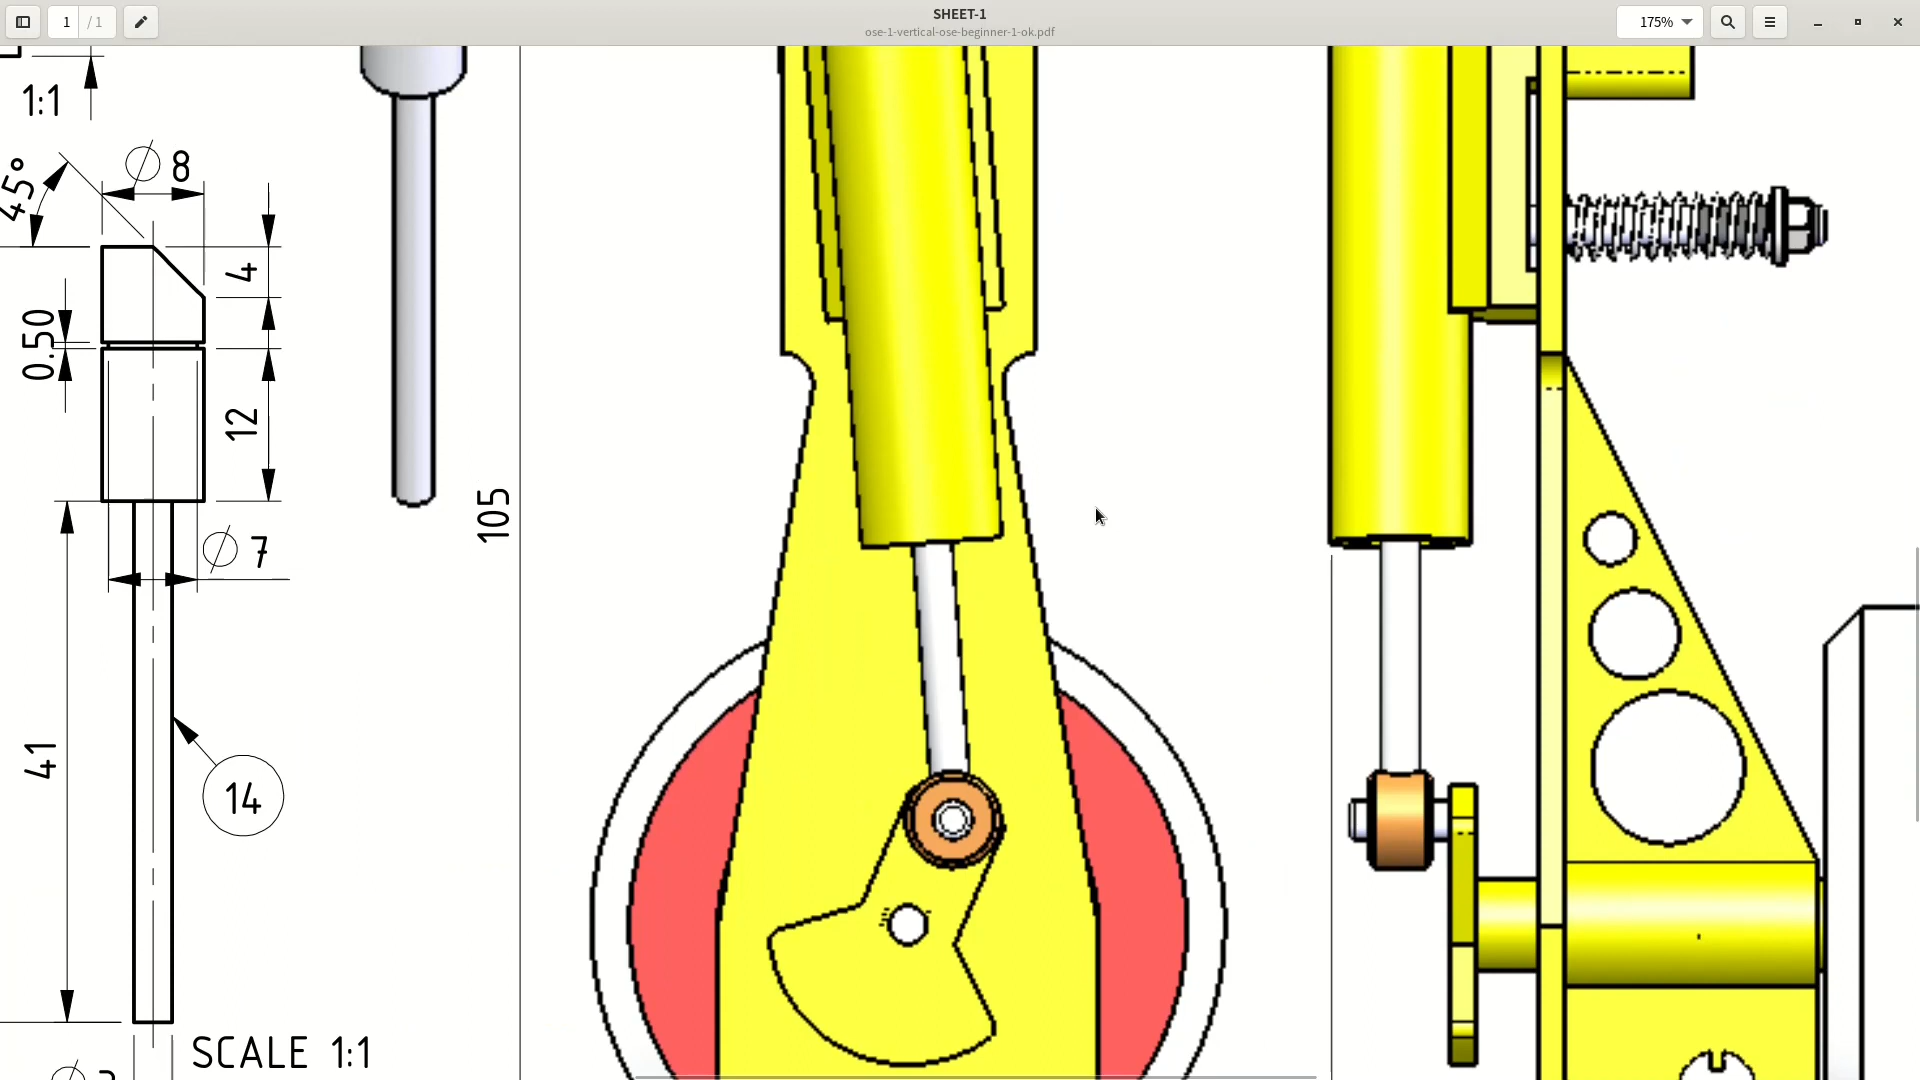 1 / 1
SHEET-1
ose-1-vertical-ose-beginner-1-ok.pdf
175%
1:1
∅ 8
45°
4
0.50
12
105
∅ 7
41
14
SCALE 1:1